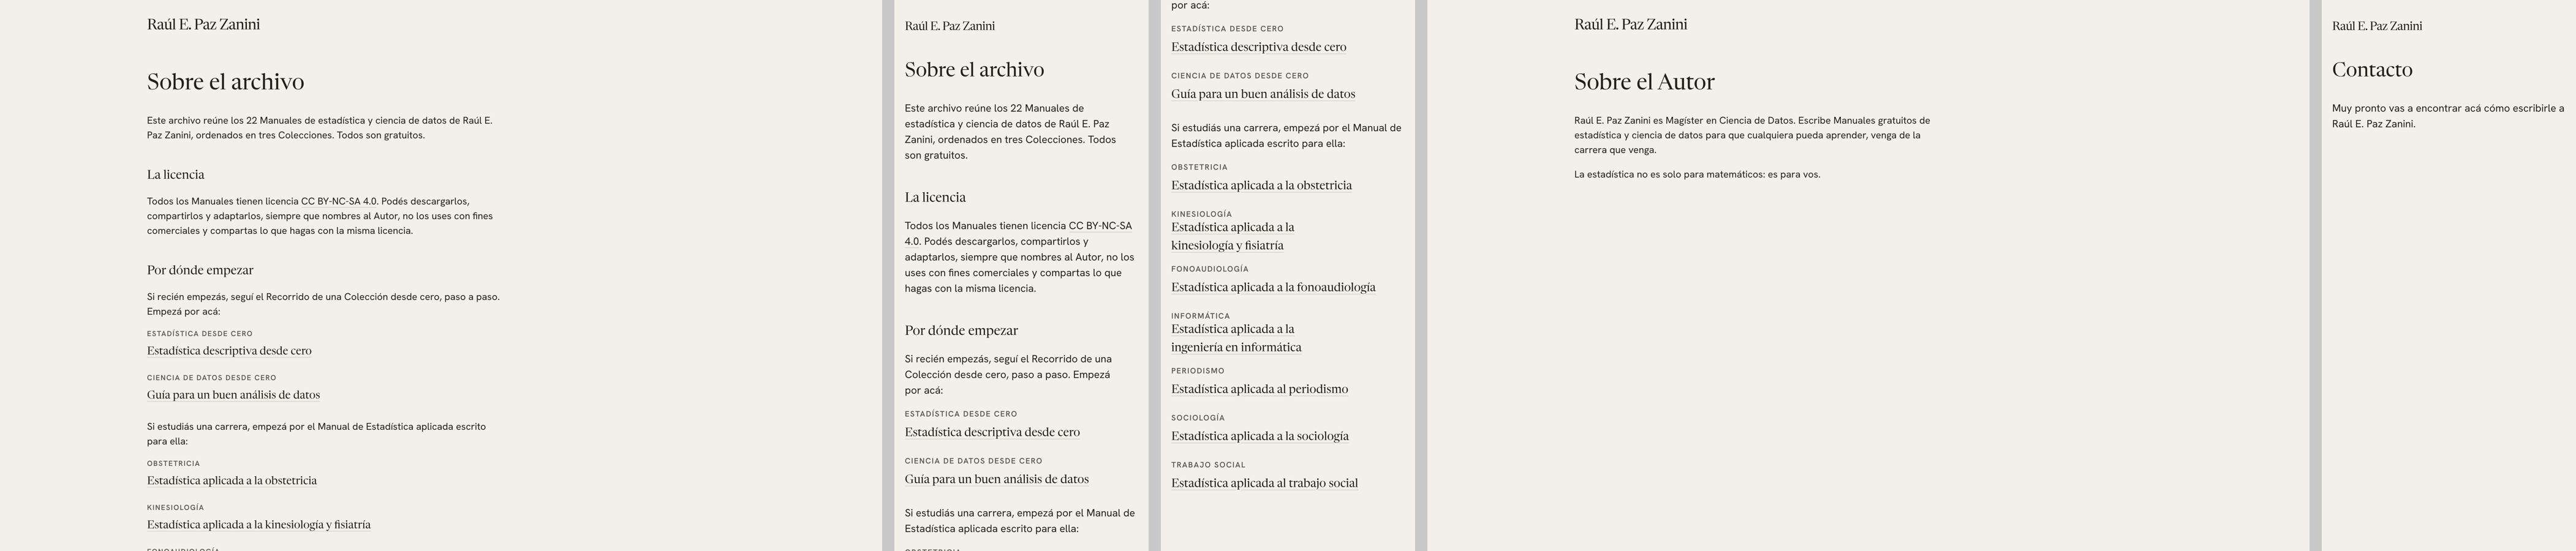 Raúl E. Paz Zanini
Sobre el archivo
Este archivo reúne los 22 Manuales de estadística y ciencia de datos de Raúl E.
Paz Zanini, ordenados en tres Colecciones. Todos son gratuitos.
La licencia
Todos los Manuales tienen licencia CC BY-NC-SA 4.0. Podés descargarlos,
compartirlos y adaptarlos, siempre que nombres al Autor, no los uses con fines
comerciales y compartas lo que hagas con la misma licencia.
Por dónde empezar
Si recién empezás, seguí el Recorrido de una Colección desde cero, paso a paso.
Empezá por acá:
ESTADÍSTICA DESDE CERO
Estadística descriptiva desde cero
CIENCIA DE DATOS DESDE CERO
Guía para un buen análisis de datos
Si estudiás una carrera, empezá por el Manual de Estadística aplicada escrito
para ella:
OBSTETRICIA
Estadística aplicada a la obstetricia
KINESIOLOGÍA
Estadística aplicada a la kinesiología y fisiatría
FONOAUDIOLOGÍA
Raúl E. Paz Zanini
Sobre el archivo
Este archivo reúne los 22 Manuales de
estadística y ciencia de datos de Raúl E. Paz
Zanini, ordenados en tres Colecciones. Todos
son gratuitos.
La licencia
Todos los Manuales tienen licencia CC BY-NC-SA
4.0. Podés descargarlos, compartirlos y
adaptarlos, siempre que nombres al Autor, no los
uses con fines comerciales y compartas lo que
hagas con la misma licencia.
Por dónde empezar
Si recién empezás, seguí el Recorrido de una
Colección desde cero, paso a paso. Empezá
por acá:
ESTADÍSTICA DESDE CERO
Estadística descriptiva desde cero
CIENCIA DE DATOS DESDE CERO
Guía para un buen análisis de datos
Si estudiás una carrera, empezá por el Manual de
Estadística aplicada escrito para ella:
OBSTETRICIA
por acá:
ESTADÍSTICA DESDE CERO
Estadística descriptiva desde cero
CIENCIA DE DATOS DESDE CERO
Guía para un buen análisis de datos
Si estudiás una carrera, empezá por el Manual de
Estadística aplicada escrito para ella:
OBSTETRICIA
Estadística aplicada a la obstetricia
KINESIOLOGÍA
Estadística aplicada a la
kinesiología y fisiatría
FONOAUDIOLOGÍA
Estadística aplicada a la fonoaudiología
INFORMÁTICA
Estadística aplicada a la
ingeniería en informática
PERIODISMO
Estadística aplicada al periodismo
SOCIOLOGÍA
Estadística aplicada a la sociología
TRABAJO SOCIAL
Estadística aplicada al trabajo social
Raúl E. Paz Zanini
Sobre el Autor
Raúl E. Paz Zanini es Magíster en Ciencia de Datos. Escribe Manuales gratuitos de
estadística y ciencia de datos para que cualquiera pueda aprender, venga de la
carrera que venga.
La estadística no es solo para matemáticos: es para vos.
Raúl E. Paz Zanini
Contacto
Muy pronto vas a encontrar acá cómo escribirle a
Raúl E. Paz Zanini.